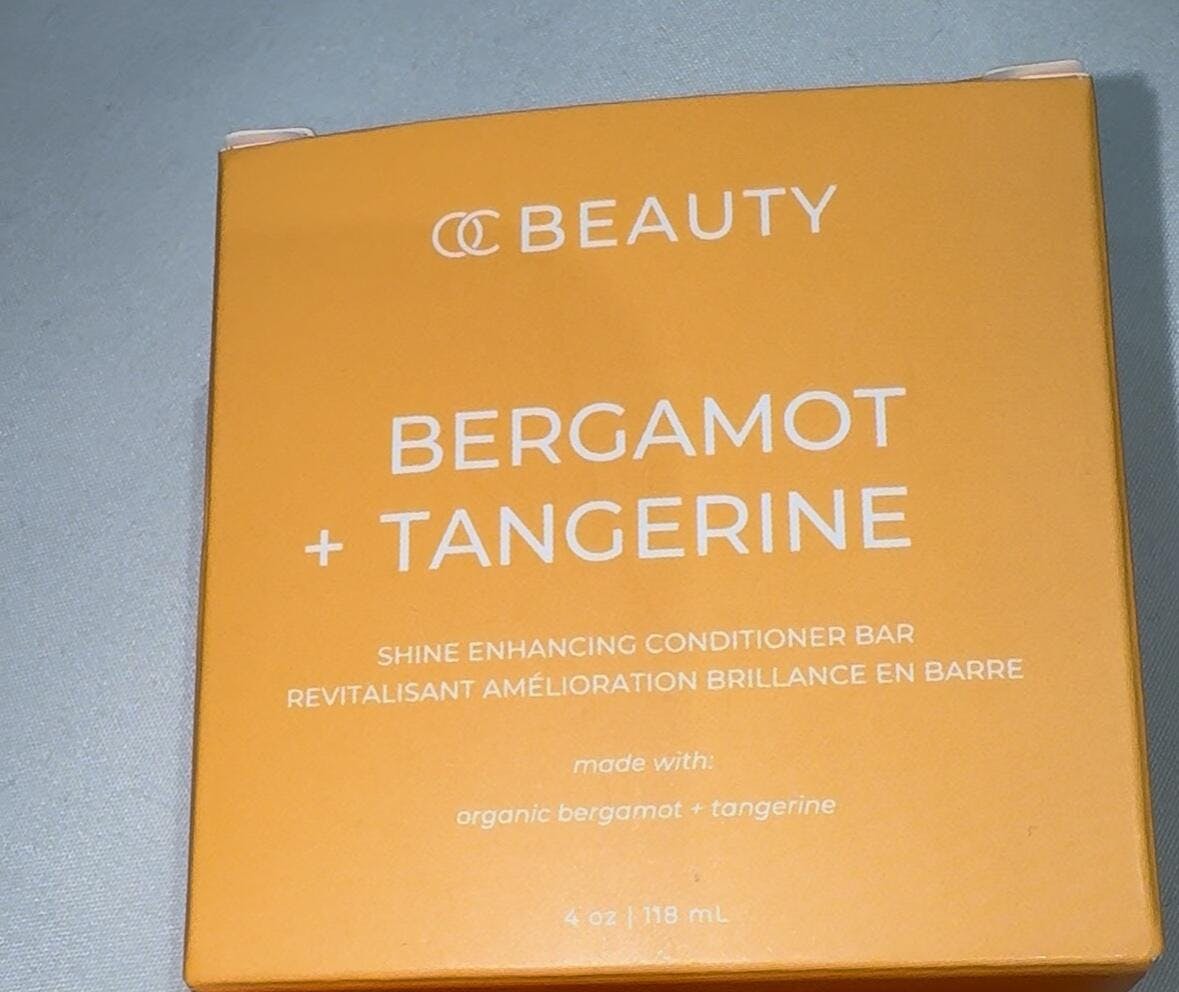 OC BEAUTY
BERGAMOT
+ TANGERINE
SHINE ENHANCING CONDITIONER BAR
REVITALISANT AMÉLIORATION BRILLANCE EN BARRE
made with:
organic bergamot + tangerine
4 oz | 118 mL